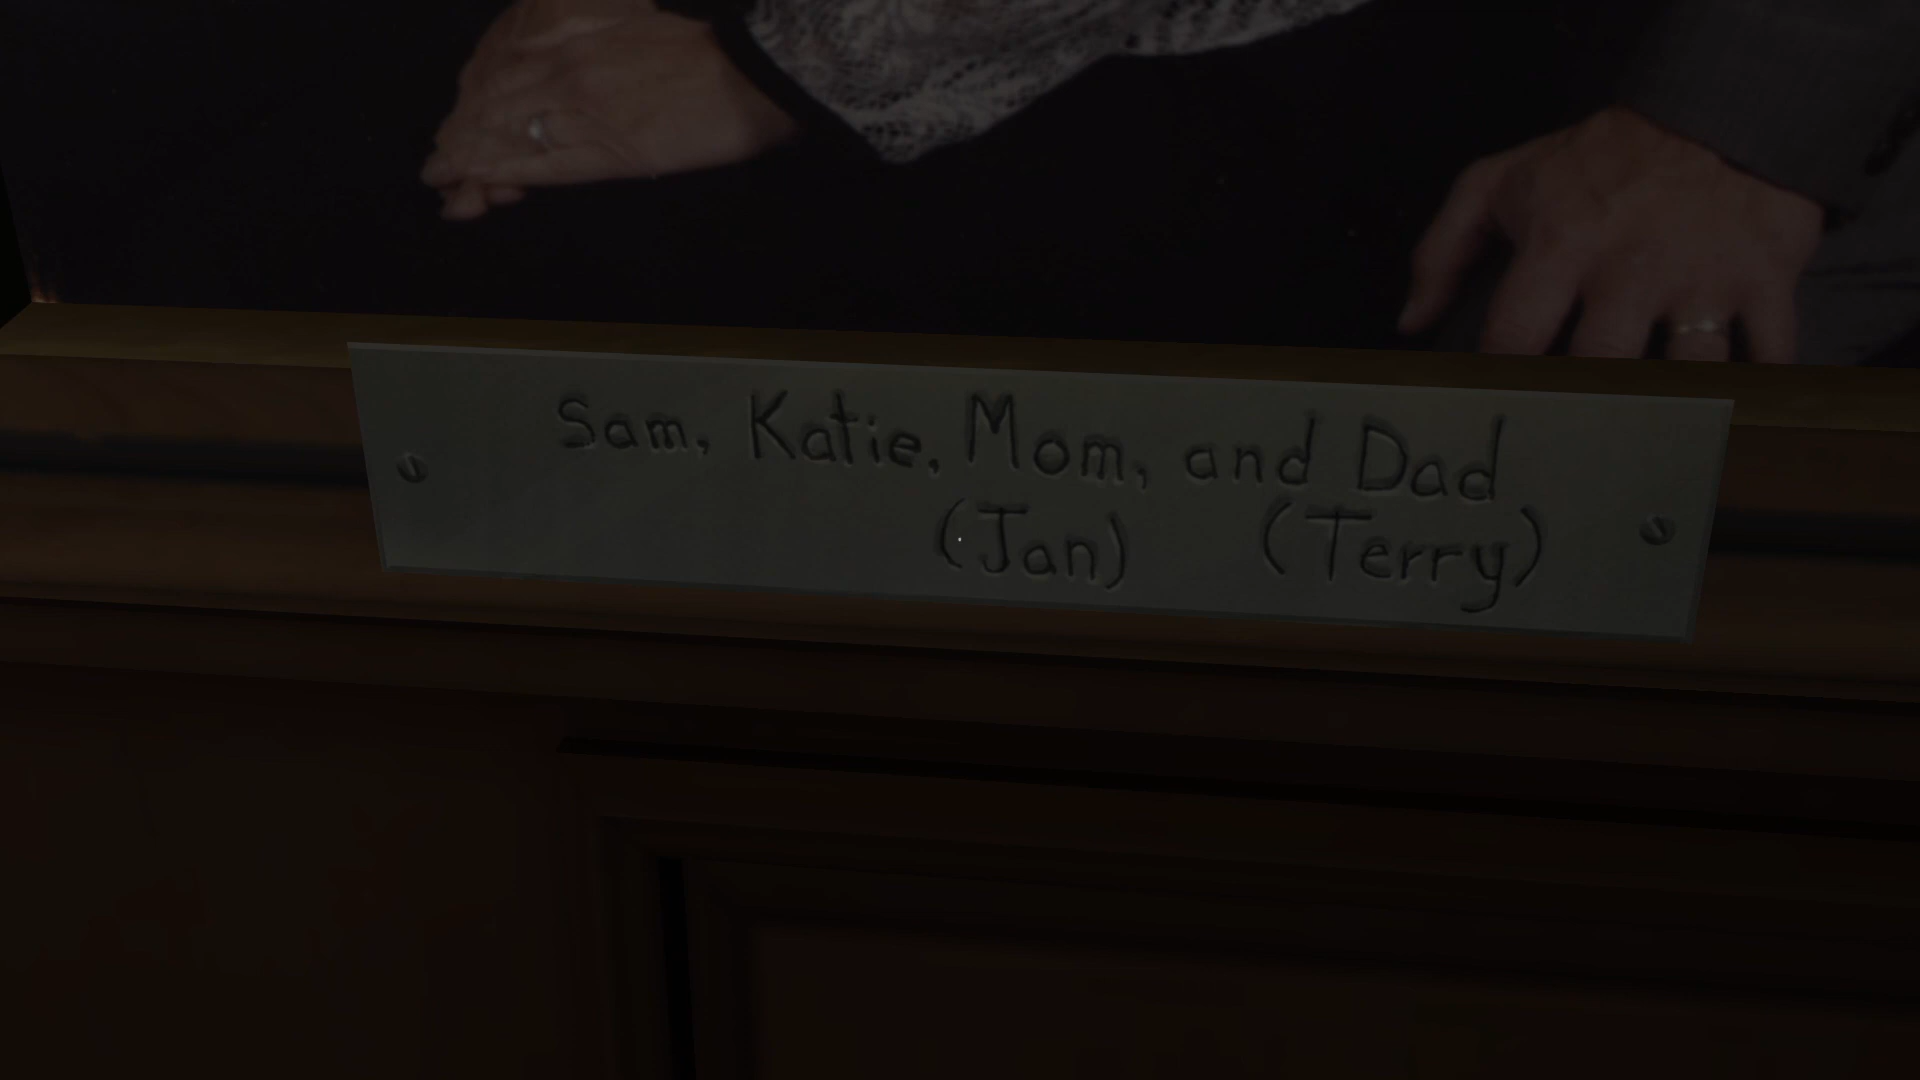 Sam, Katie, Mom, and Dad
(Jan) (Terry)